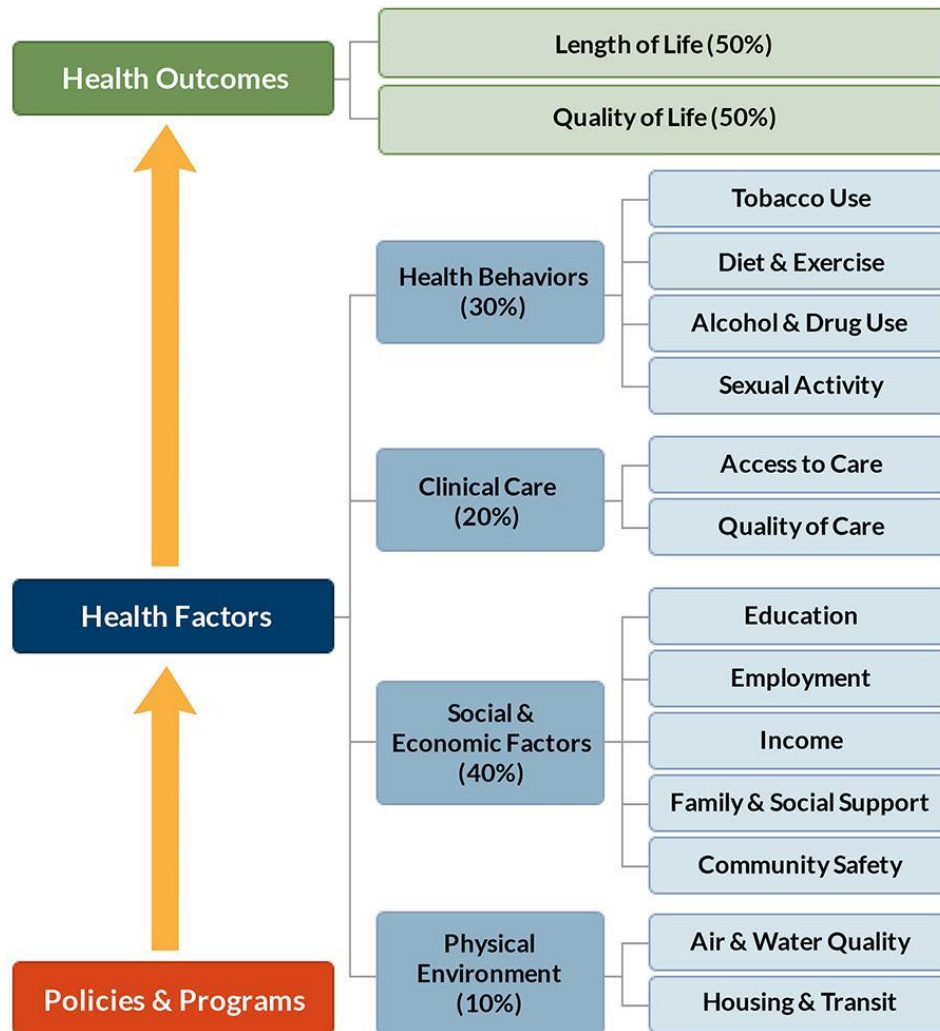 Health Outcomes
Length of Life (50%)
Quality of Life (50%)
Health Factors
Health Behaviors
(30%)
Tobacco Use
Diet & Exercise
Alcohol & Drug Use
Sexual Activity
Clinical Care
(20%)
Access to Care
Quality of Care
Social &
Economic Factors
(40%)
Education
Employment
Income
Family & Social Support
Community Safety
Physical
Environment
(10%)
Air & Water Quality
Housing & Transit
Policies & Programs